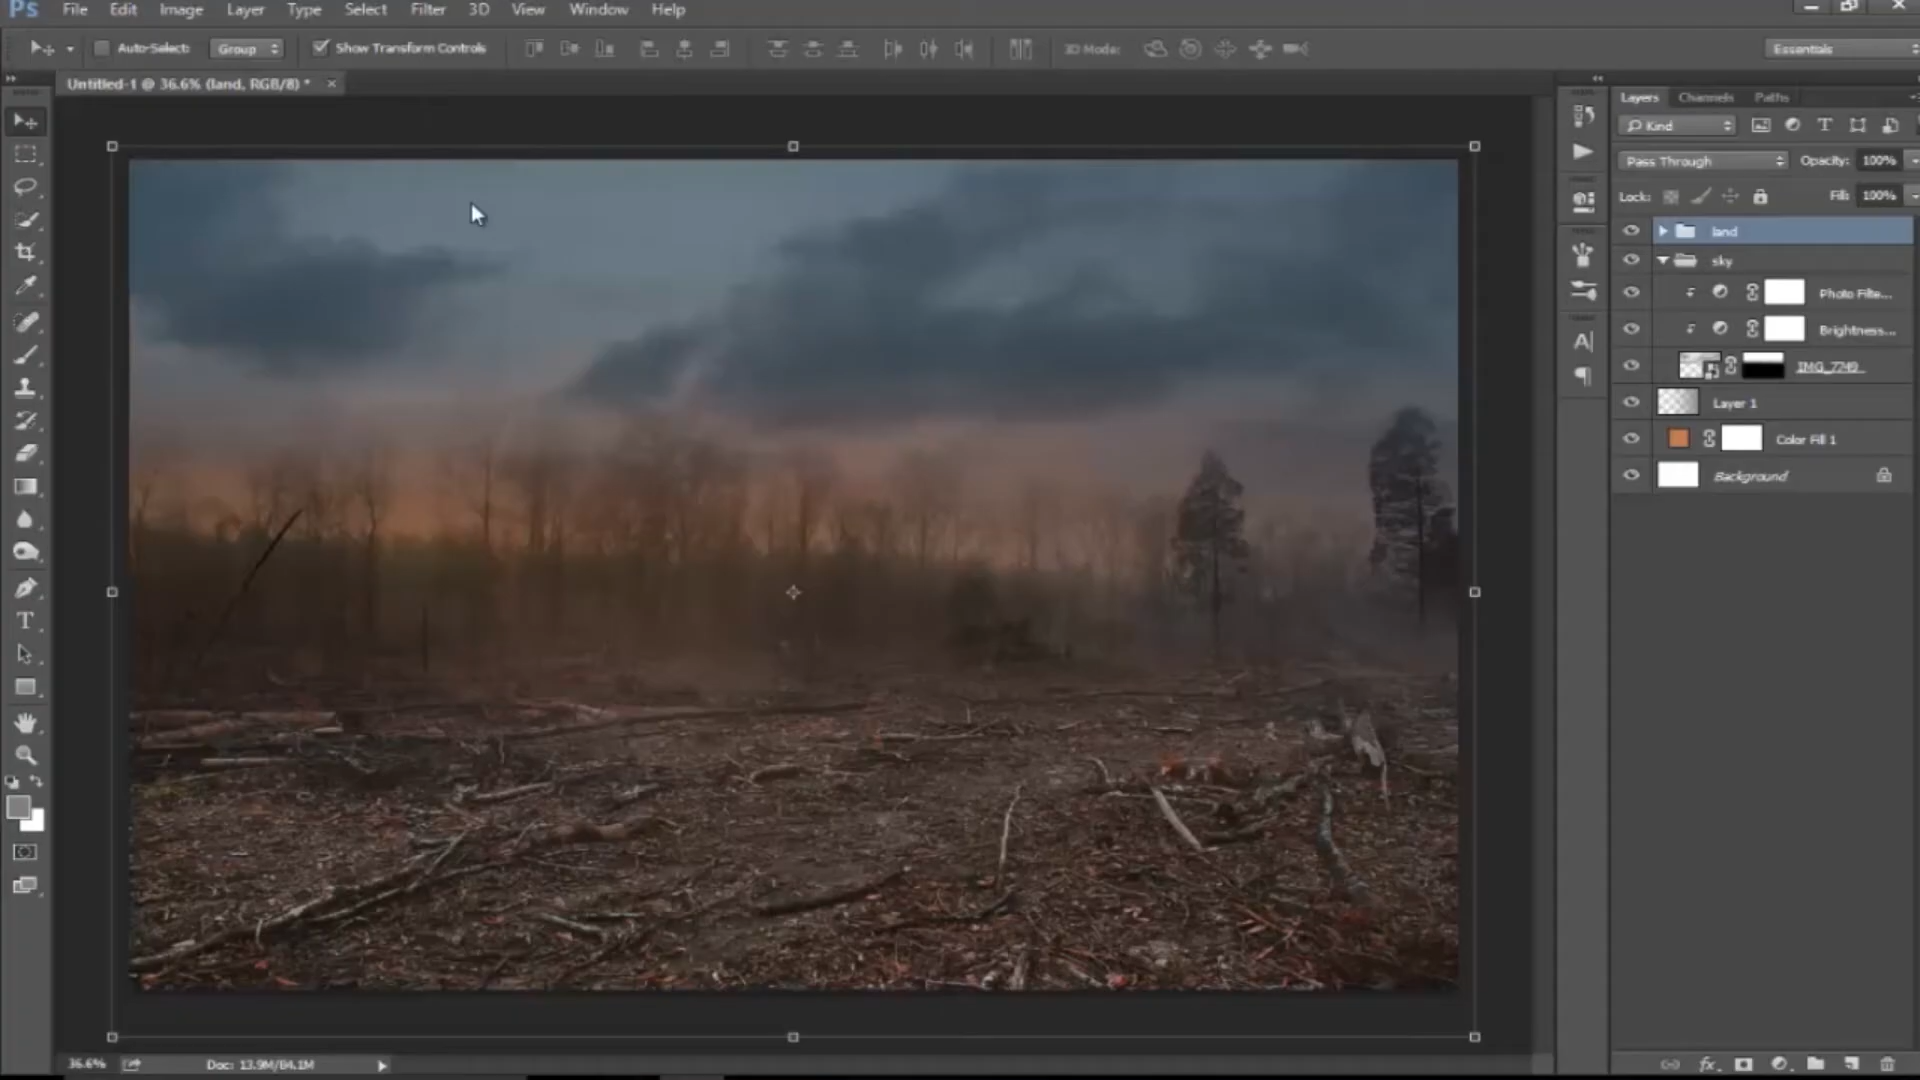 Ps File Edit Image Layer Type Select Filter 3D View Window Help
Auto-Select: Group Show Transform Controls 3D Mode: Essentials
Untitled-1 @ 36.6% (land, RGB/8) * ×
Layers Channels Paths
Kind
Pass Through Opacity: 100%
Lock: Fill: 100%
land
sky
Photo Filte...
Brightness...
IMG_7749
Layer 1
Color Fill 1
Background
36.6% Doc: 13.9M/84.1M